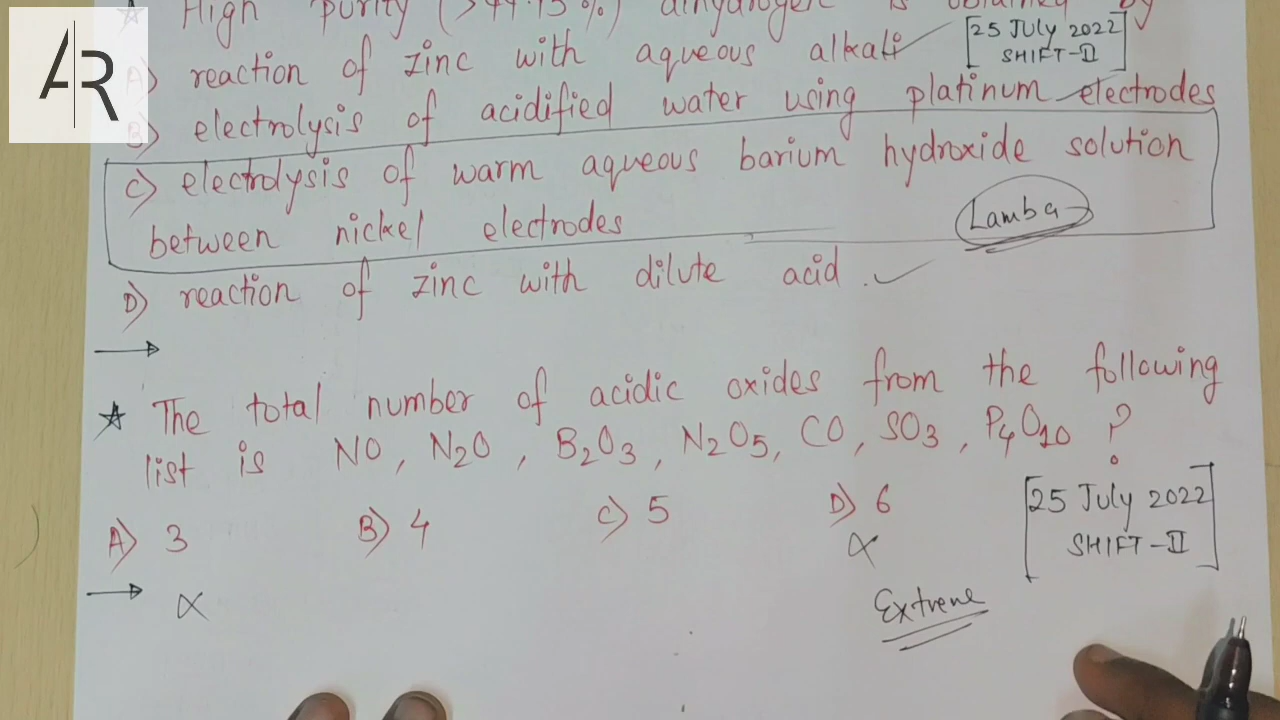 AR
High purity (>99.95%) dihydrogen is obtained by
A) reaction of zinc with aqueous alkali [25 July 2022
SHIFT-II]
B) electrolysis of acidified water using platinum electrodes
C) electrolysis of warm aqueous barium hydroxide solution
between nickel electrodes Lamba
D) reaction of zinc with dilute acid.
The total number of acidic oxides from the following
list is NO, N2O, B2O3, N2O5, CO, SO3, P4O10 ?
A) 3 B) 4 C) 5 D) 6 [25 July 2022
SHIFT-II]
Extreme